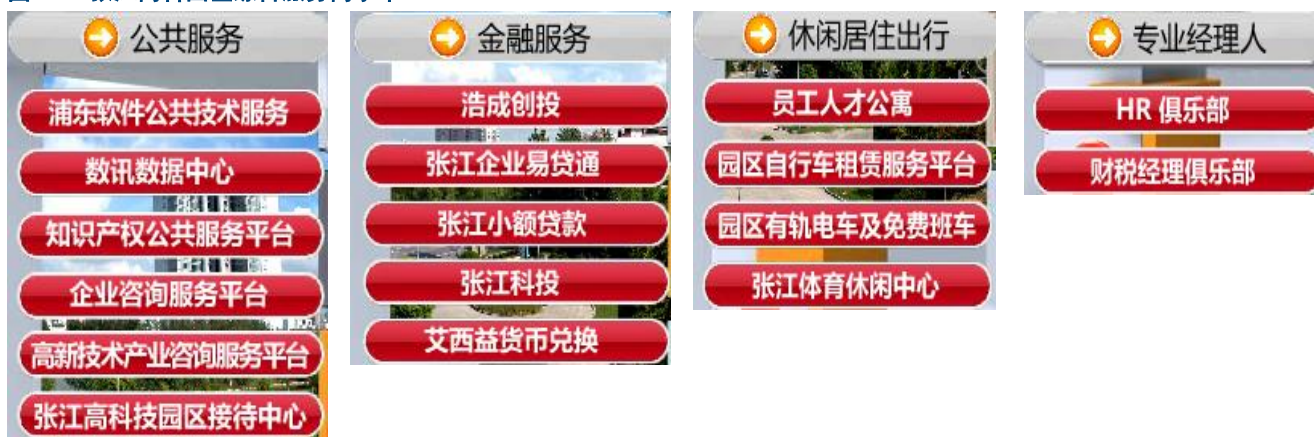 公共服务
浦东软件公共技术服务
数讯数据中心
知识产权公共服务平台
企业咨询服务平台
高新技术产业咨询服务平台
张江高科技园区接待中心
金融服务
浩成创投
张江企业易贷通
张江小额贷款
张江科投
艾西益货币兑换
休闲居住出行
员工人才公寓
园区自行车租赁服务平台
园区有轨电车及免费班车
张江体育休闲中心
专业经理人
HR 俱乐部
财税经理俱乐部